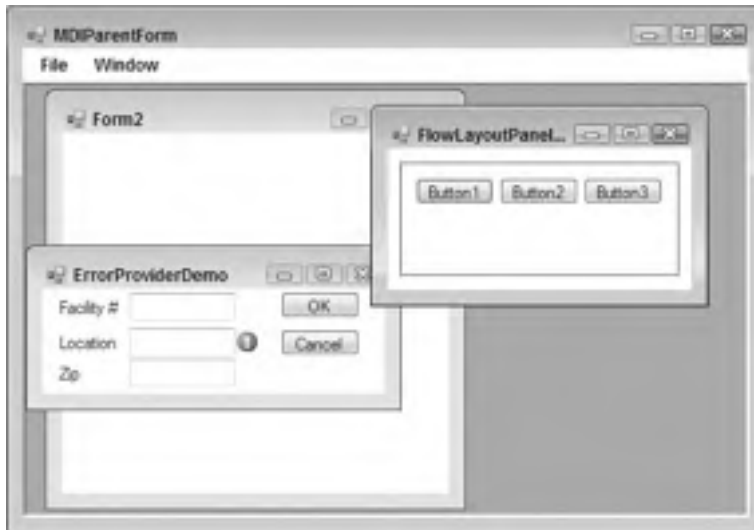 MDIParentForm
File Window
Form2
FlowLayoutPanel...
Button1 Button2 Button3
ErrorProviderDemo
Facility # OK
Location Cancel
Zip